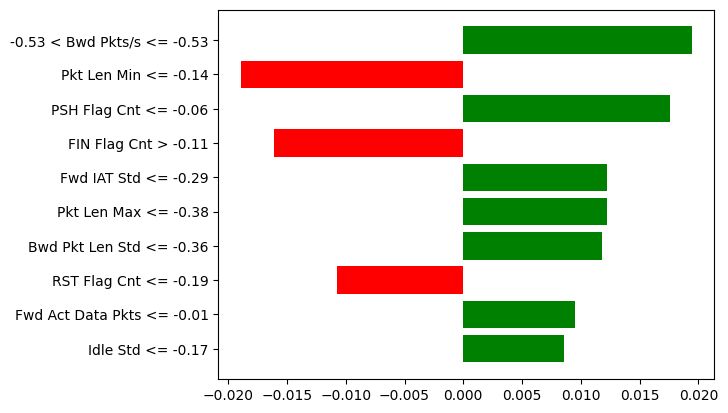 -0.53 < Bwd Pkts/s <= -0.53
Pkt Len Min <= -0.14
PSH Flag Cnt <= -0.06
FIN Flag Cnt > -0.11
Fwd IAT Std <= -0.29
Pkt Len Max <= -0.38
Bwd Pkt Len Std <= -0.36
RST Flag Cnt <= -0.19
Fwd Act Data Pkts <= -0.01
Idle Std <= -0.17
−0.020 −0.015 −0.010 −0.005 0.000 0.005 0.010 0.015 0.020